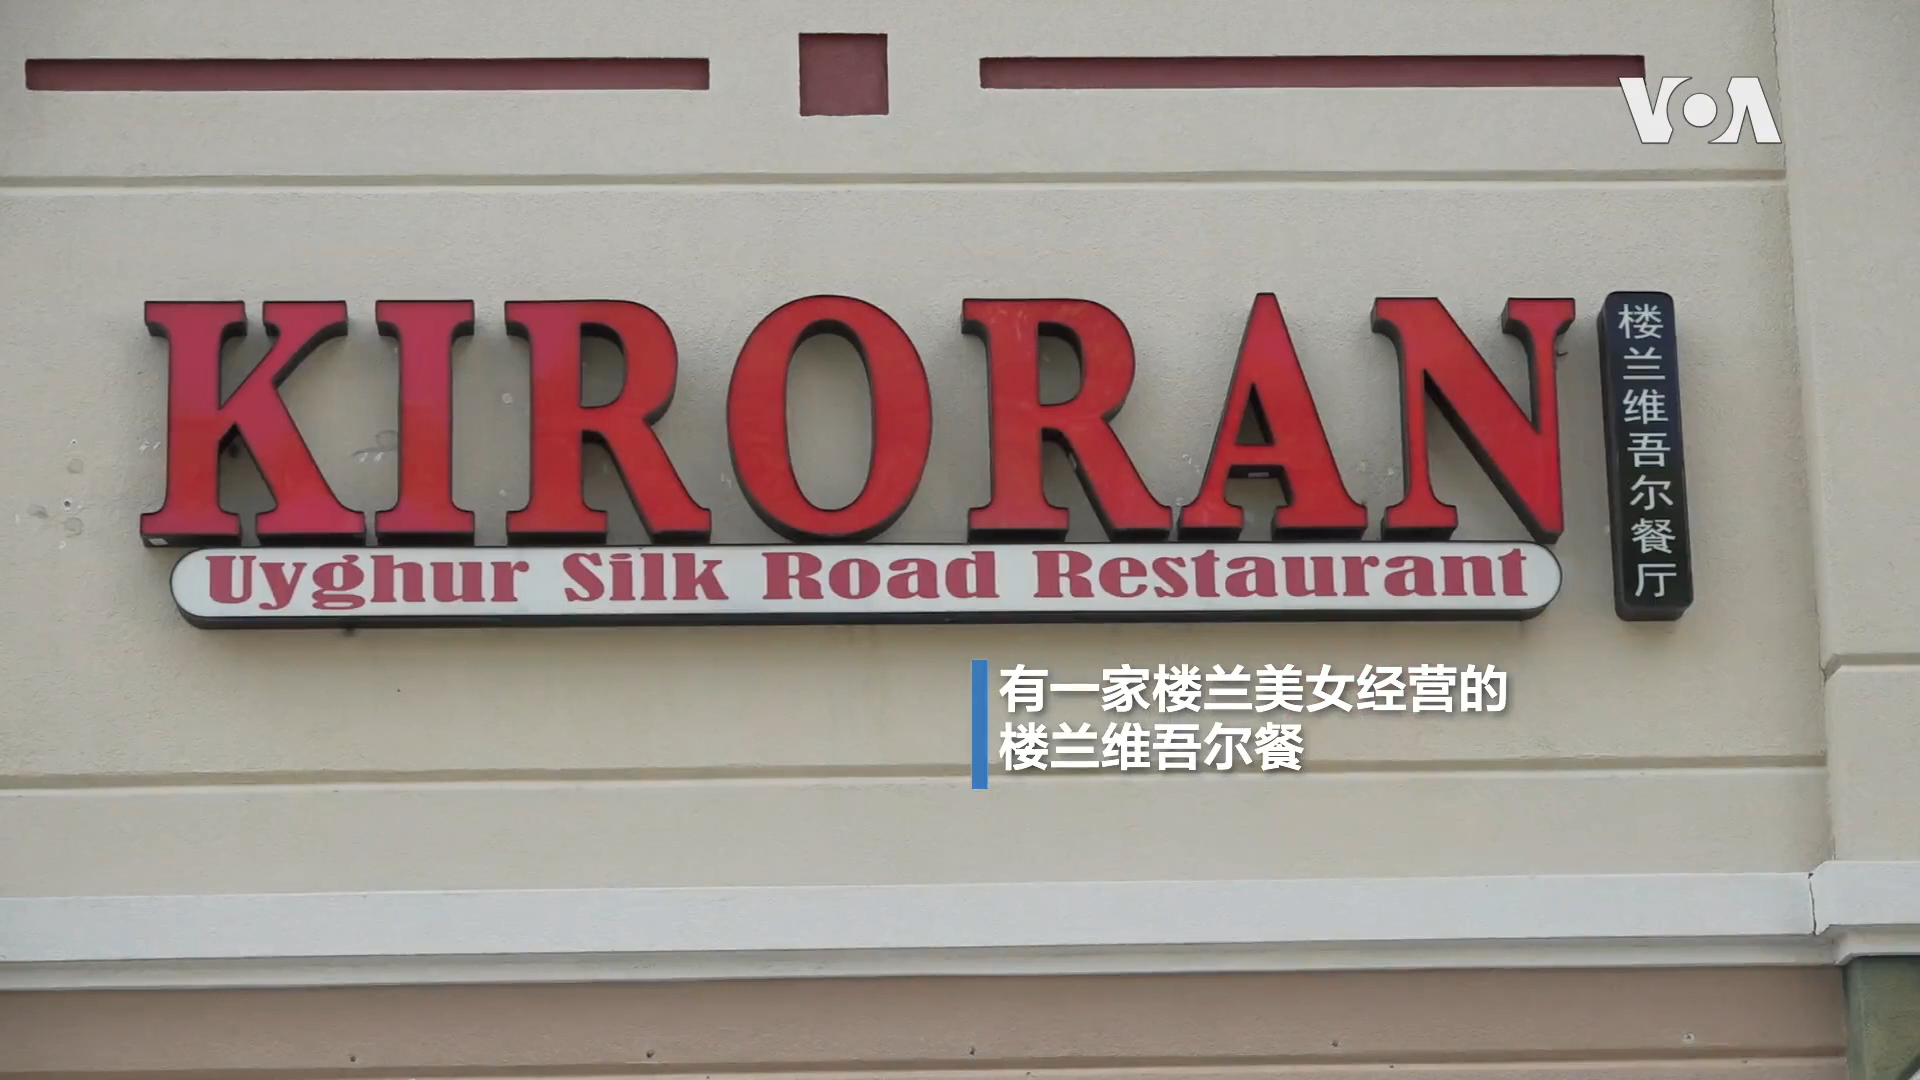 VOA
KIRORAN
Uyghur Silk Road Restaurant
楼兰维吾尔餐厅
有一家楼兰美女经营的
楼兰维吾尔餐